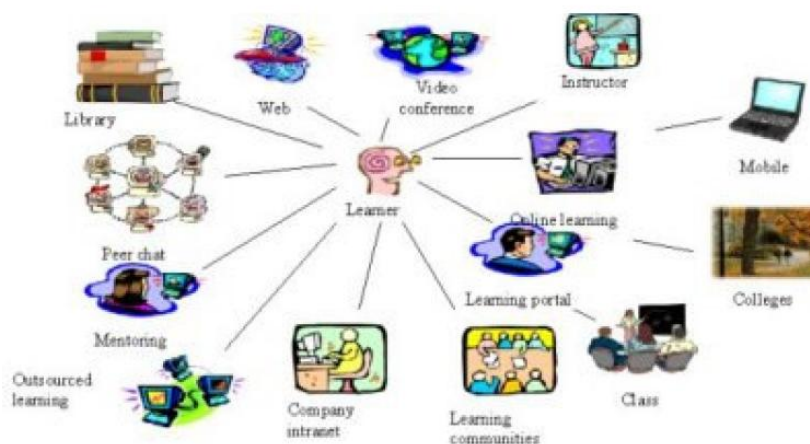 Library
Web
Video
conference
Instructor
Mobile
Peer chat
Learner
Online learning
Mentoring
Learning portal
Colleges
Outsourced
learning
Company
intranet
Learning
communities
Class